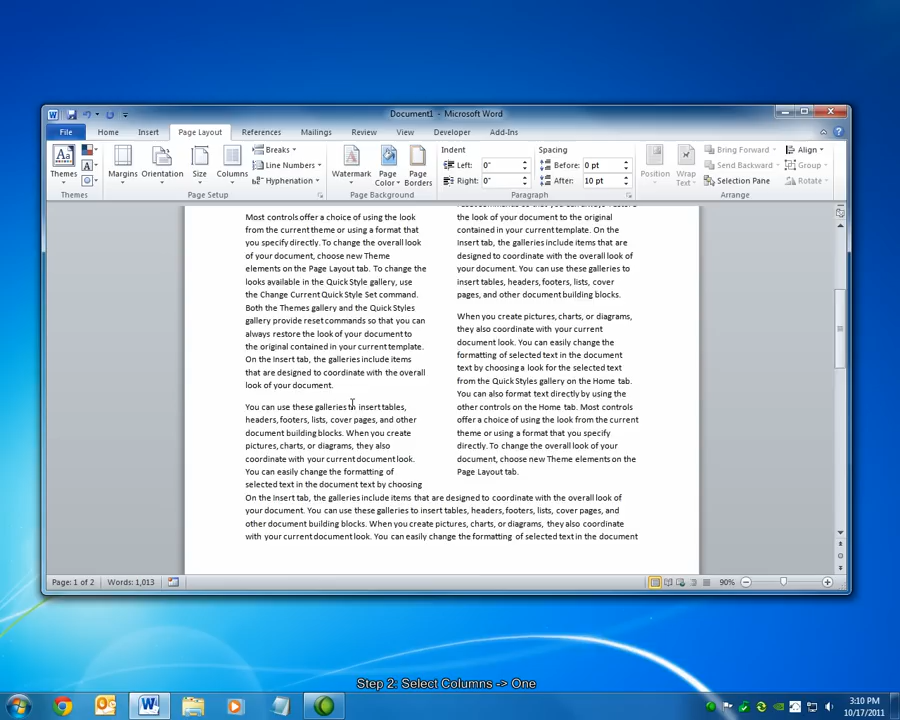 Document1 - Microsoft Word
File Home Insert Page Layout References Mailings Review View Developer Add-Ins
Themes
Themes
Margins Orientation Size Columns
Breaks
Line Numbers
Hyphenation
Page Setup
Watermark Page Color Page Borders
Page Background
Indent
Left: 0"
Right: 0"
Spacing
Before: 0 pt
After: 10 pt
Paragraph
Position Wrap Text
Bring Forward
Send Backward
Selection Pane
Align
Group
Rotate
Arrange
Most controls offer a choice of using the look
from the current theme or using a format that
you specify directly. To change the overall look
of your document, choose new Theme
elements on the Page Layout tab. To change the
looks available in the Quick Style gallery, use
the Change Current Quick Style Set command.
Both the Themes gallery and the Quick Styles
gallery provide reset commands so that you can
always restore the look of your document to
the original contained in your current template.
On the Insert tab, the galleries include items
that are designed to coordinate with the overall
look of your document.
You can use these galleries to insert tables,
headers, footers, lists, cover pages, and other
document building blocks. When you create
pictures, charts, or diagrams, they also
coordinate with your current document look.
You can easily change the formatting of
selected text in the document text by choosing
the look of your document to the original
contained in your current template. On the
Insert tab, the galleries include items that are
designed to coordinate with the overall look of
your document. You can use these galleries to
insert tables, headers, footers, lists, cover
pages, and other document building blocks.
When you create pictures, charts, or diagrams,
they also coordinate with your current
document look. You can easily change the
formatting of selected text in the document
text by choosing a look for the selected text
from the Quick Styles gallery on the Home tab.
You can also format text directly by using the
other controls on the Home tab. Most controls
offer a choice of using the look from the current
theme or using a format that you specify
directly. To change the overall look of your
document, choose new Theme elements on the
Page Layout tab.
On the Insert tab, the galleries include items that are designed to coordinate with the overall look of
your document. You can use these galleries to insert tables, headers, footers, lists, cover pages, and
other document building blocks. When you create pictures, charts, or diagrams, they also coordinate
with your current document look. You can easily change the formatting of selected text in the document
Page: 1 of 2 Words: 1,013
90%
Step 2: Select Columns -> One
3:10 PM
10/17/2011